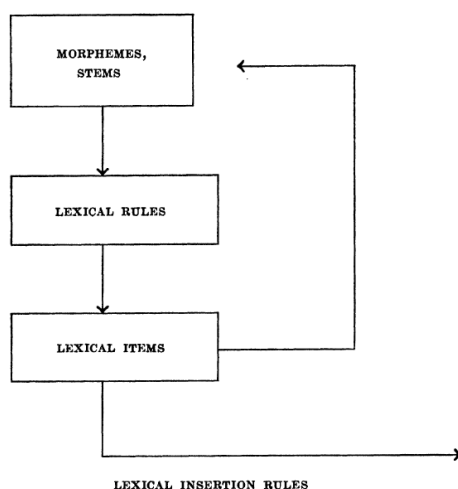 MORPHEMES,
STEMS
LEXICAL RULES
LEXICAL ITEMS
LEXICAL INSERTION RULES